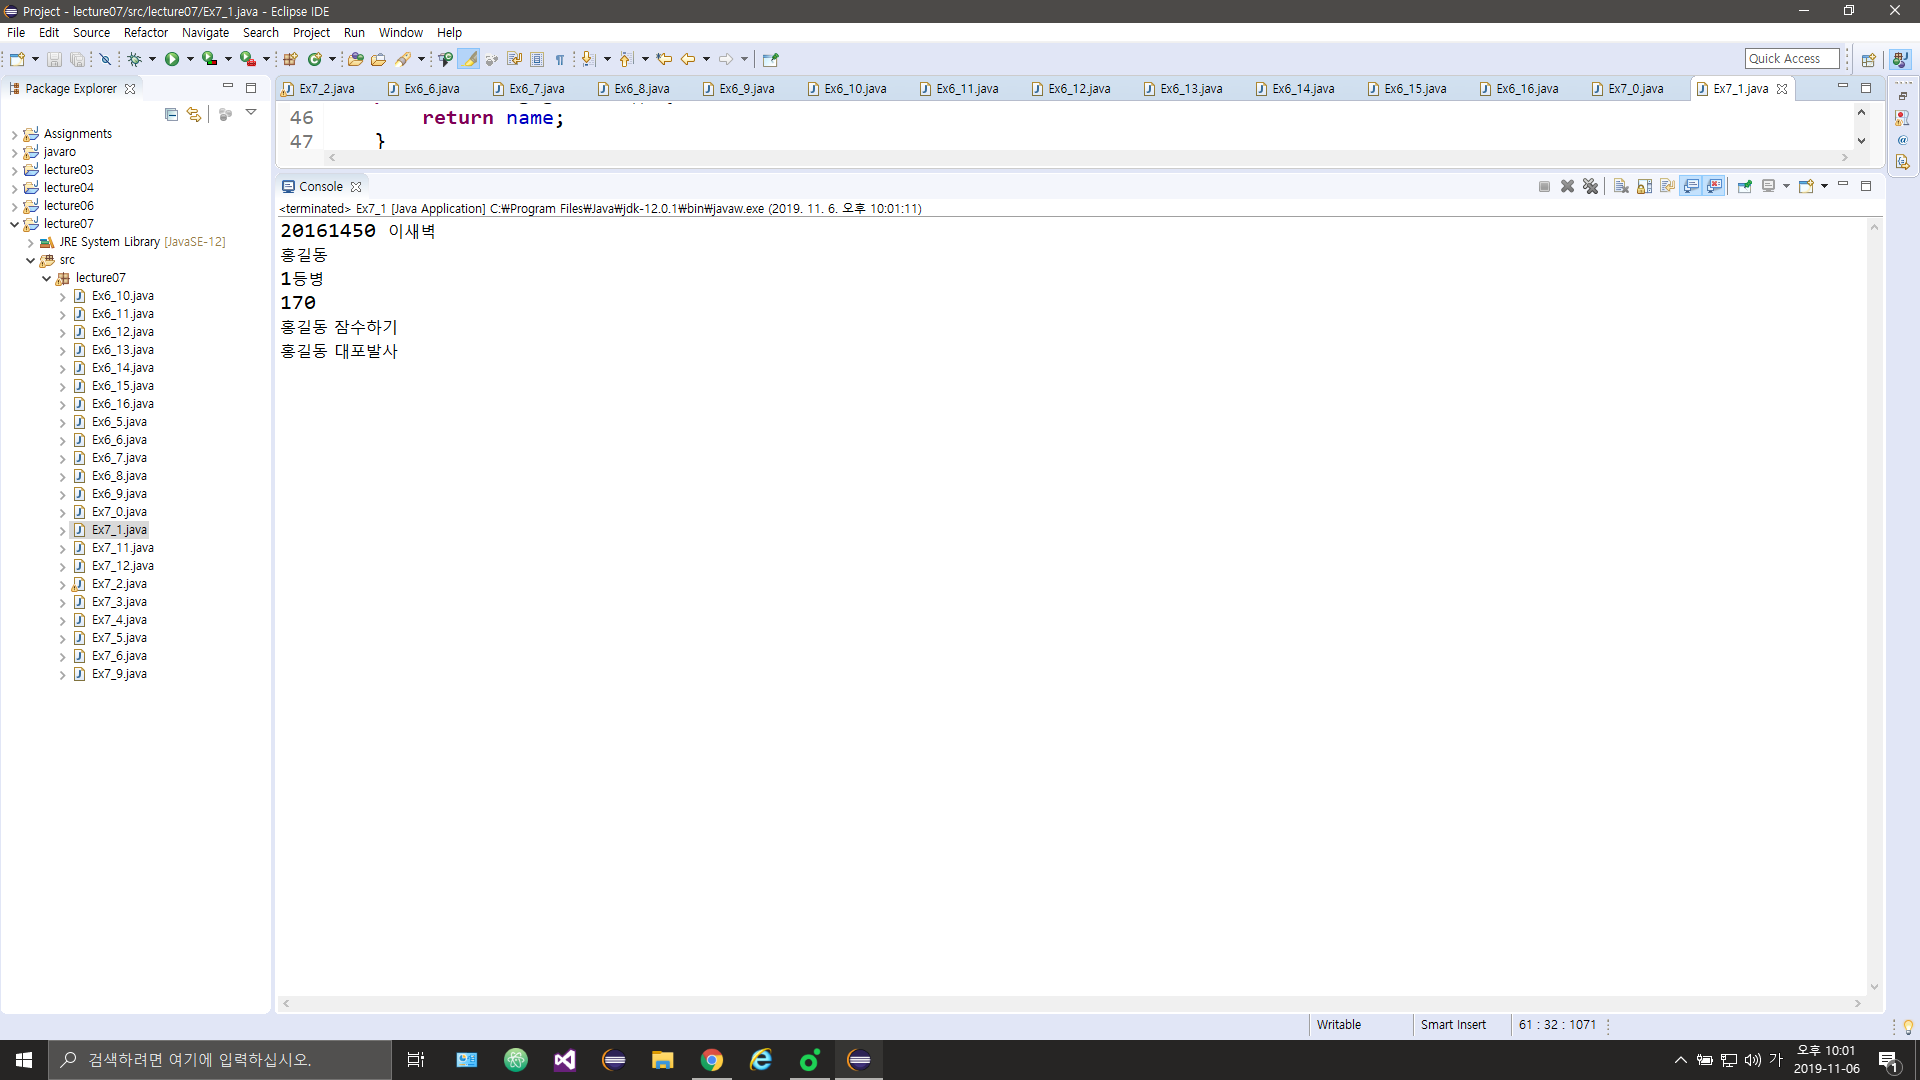 Project - lecture07/src/lecture07/Ex7_1.java - Eclipse IDE
File Edit Source Refactor Navigate Search Project Run Window Help
Quick Access
Package Explorer
Ex7_2.java Ex6_6.java Ex6_7.java Ex6_8.java Ex6_9.java Ex6_10.java Ex6_11.java Ex6_12.java Ex6_13.java Ex6_14.java Ex6_15.java Ex6_16.java Ex7_0.java Ex7_1.java
46 return name;
47 }
Assignments
javaro
lecture03
lecture04
lecture06
lecture07
JRE System Library [JavaSE-12]
src
lecture07
Ex6_10.java
Ex6_11.java
Ex6_12.java
Ex6_13.java
Ex6_14.java
Ex6_15.java
Ex6_16.java
Ex6_5.java
Ex6_6.java
Ex6_7.java
Ex6_8.java
Ex6_9.java
Ex7_0.java
Ex7_1.java
Ex7_11.java
Ex7_12.java
Ex7_2.java
Ex7_3.java
Ex7_4.java
Ex7_5.java
Ex7_6.java
Ex7_9.java
Console
<terminated> Ex7_1 [Java Application] C:₩Program Files₩Java₩jdk-12.0.1₩bin₩javaw.exe (2019. 11. 6. 오후 10:01:11)
20161450 이새벽
홍길동
1등병
170
홍길동 잠수하기
홍길동 대포발사
Writable Smart Insert 61 : 32 : 1071
검색하려면 여기에 입력하십시오.
가
오후 10:01
2019-11-06
1